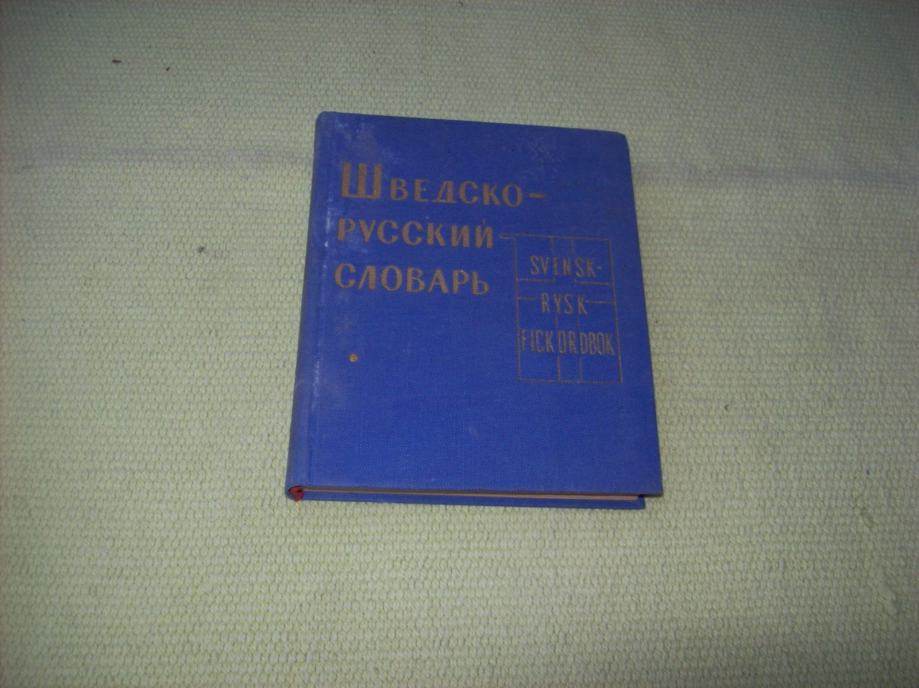 Шведско-
русский
словарь
SVENSK-
RYSK
FICKORDBOK